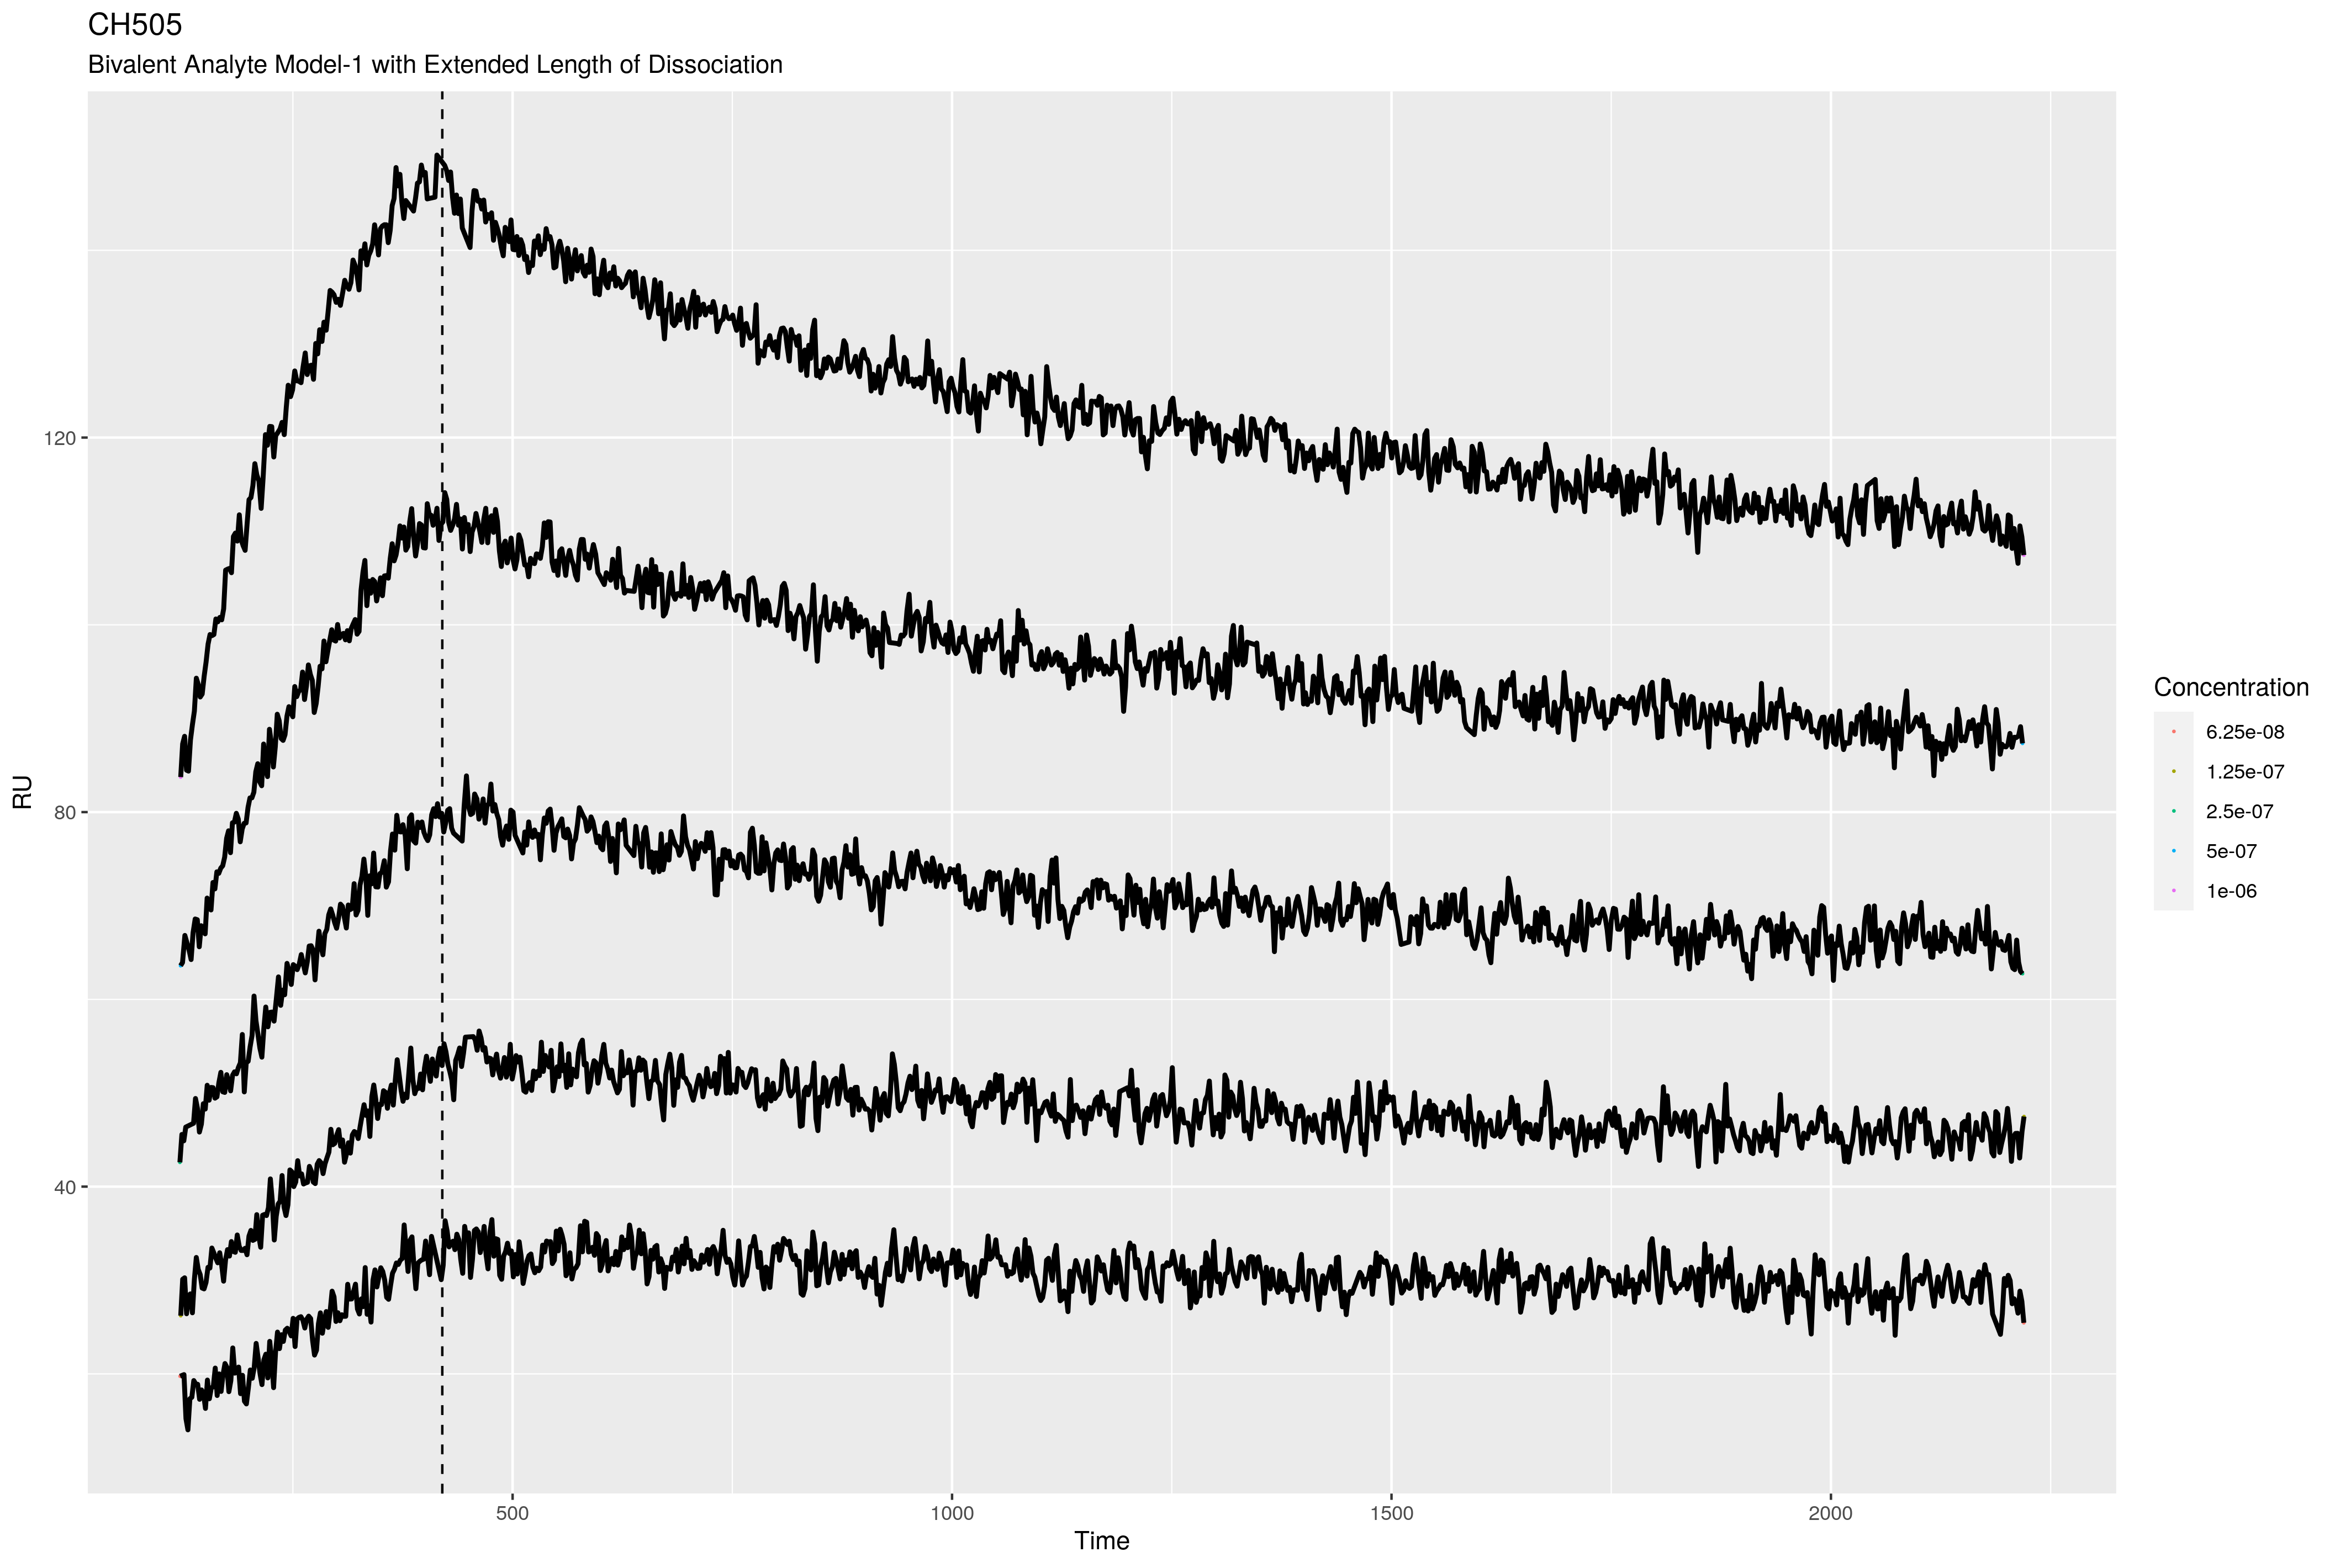 CH505
Bivalent Analyte Model-1 with Extended Length of Dissociation
RU
120
80
40
500
1000
1500
2000
Time
Concentration
6.25e-08
1.25e-07
2.5e-07
5e-07
1e-06